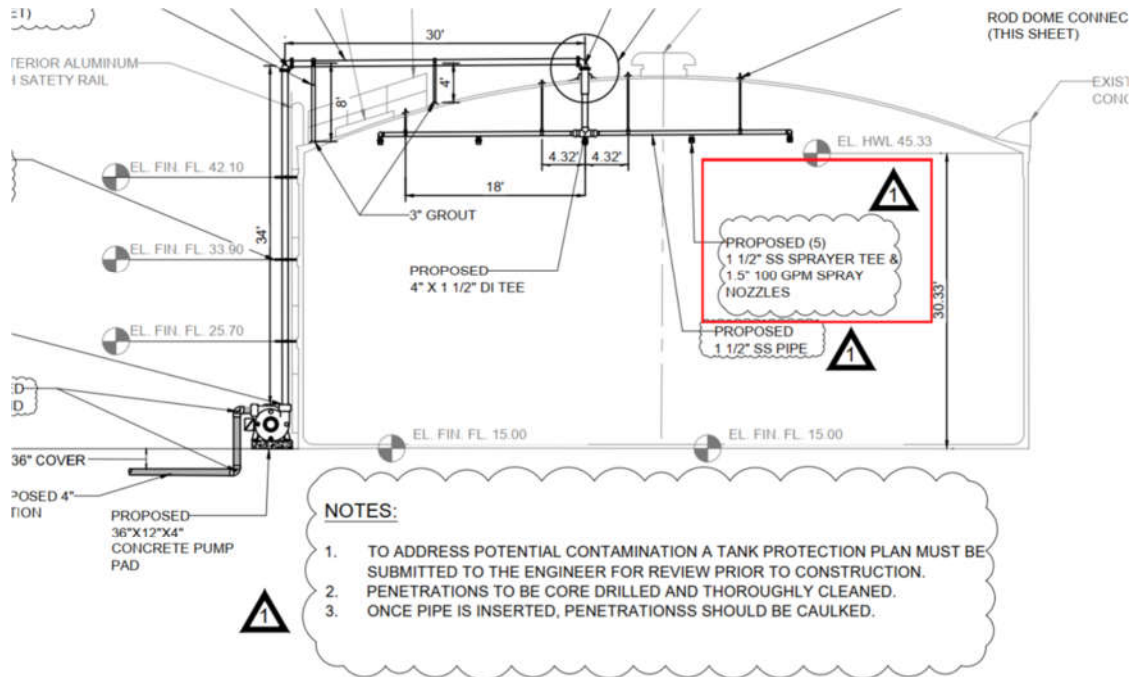 ET)
ROD DOME CONNEC
(THIS SHEET)
30'
TERIOR ALUMINUM
H SATETY RAIL
8'
4'
EXIST
CONC
EL. HWL 45.33
EL. FIN. FL. 42.10
4.32' 4.32'
18'
1
3" GROUT
34'
PROPOSED (5)
1 1/2" SS SPRAYER TEE &
1.5" 100 GPM SPRAY
NOZZLES
EL. FIN. FL. 33.90
PROPOSED
4" X 1 1/2" DI TEE
30.33'
EL. FIN. FL. 25.70
PROPOSED
1 1/2" SS PIPE
1
ED
ND
EL. FIN. FL. 15.00
EL. FIN. FL. 15.00
36" COVER
POSED 4"
TION
PROPOSED
36"X12"X4"
CONCRETE PUMP
PAD
NOTES:
1. TO ADDRESS POTENTIAL CONTAMINATION A TANK PROTECTION PLAN MUST BE
SUBMITTED TO THE ENGINEER FOR REVIEW PRIOR TO CONSTRUCTION.
2. PENETRATIONS TO BE CORE DRILLED AND THOROUGHLY CLEANED.
3. ONCE PIPE IS INSERTED, PENETRATIONSS SHOULD BE CAULKED.
1